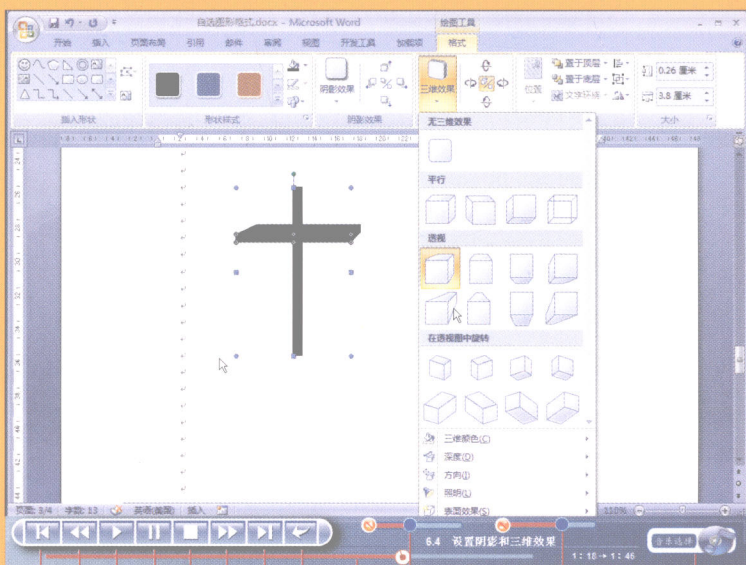 自选图形格式.docx - Microsoft Word
绘图工具
开始 插入 页面布局 引用 邮件 审阅 视图 开发工具 加载项 格式
阴影效果
三维效果
位置
置于顶层
置于底层
文字环绕
0.26 厘米
3.8 厘米
插入形状
形状样式
阴影效果
大小
无三维效果
平行
透视
在透视图中旋转
三维颜色(C)
深度(D)
方向(I)
照明(L)
表面效果(S)
页面: 3/4 字数: 13 英语(美国) 插入
110%
6.4 设置阴影和三维效果
1:18→1:46
音乐选择